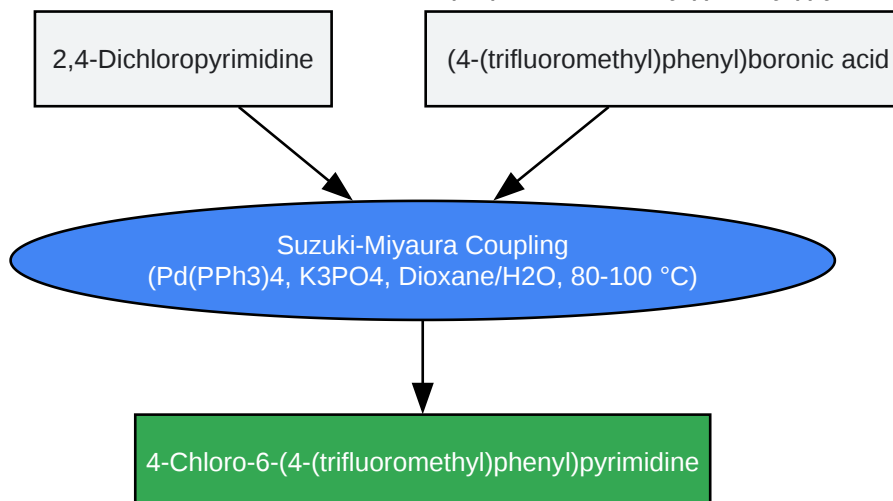 2,4-Dichloropyrimidine
(4-(trifluoromethyl)phenyl)boronic acid
Suzuki-Miyaura Coupling
(Pd(PPh3)4, K3PO4, Dioxane/H2O, 80-100 °C)
4-Chloro-6-(4-(trifluoromethyl)phenyl)pyrimidine